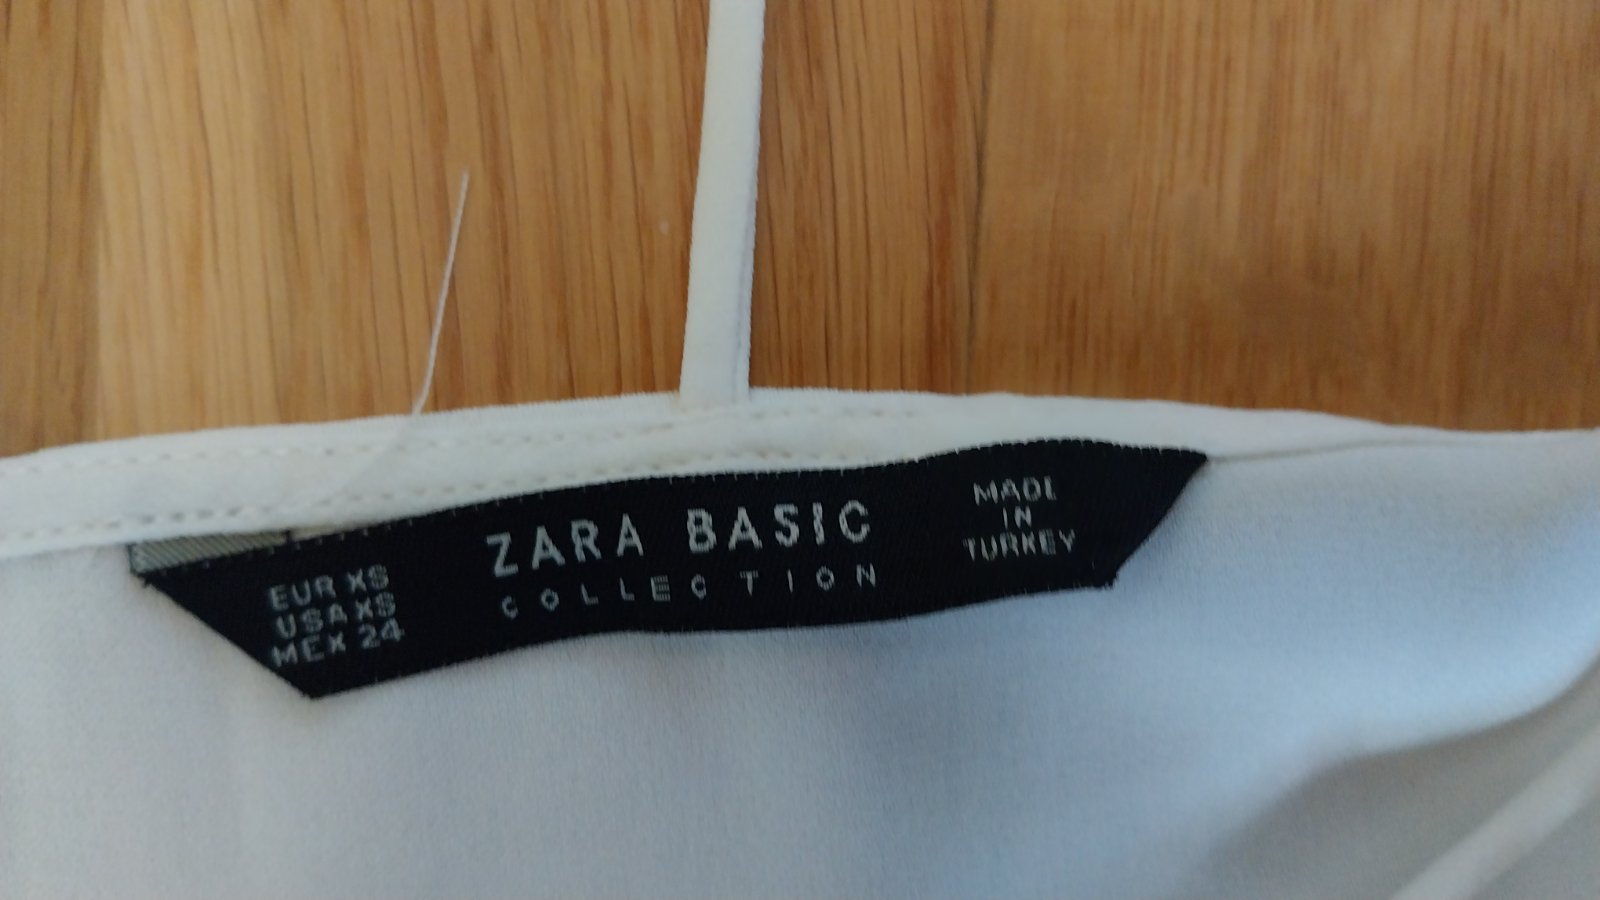 EUR XS
USA XS
MEX 24
ZARA BASIC
COLLECTION
MADE
IN
TURKEY